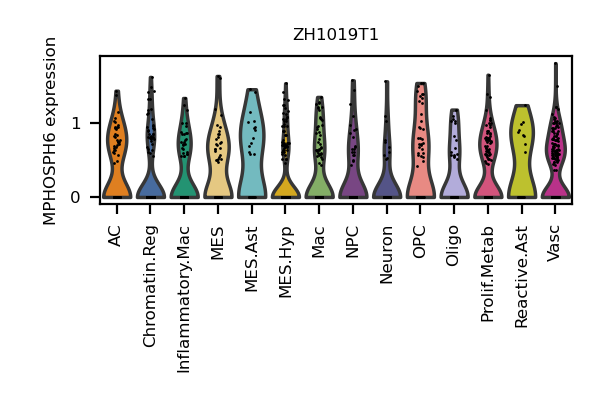 ZH1019T1
MPHOSPH6 expression
1
0
AC
Chromatin.Reg
Inflammatory.Mac
MES
MES.Ast
MES.Hyp
Mac
NPC
Neuron
OPC
Oligo
Prolif.Metab
Reactive.Ast
Vasc